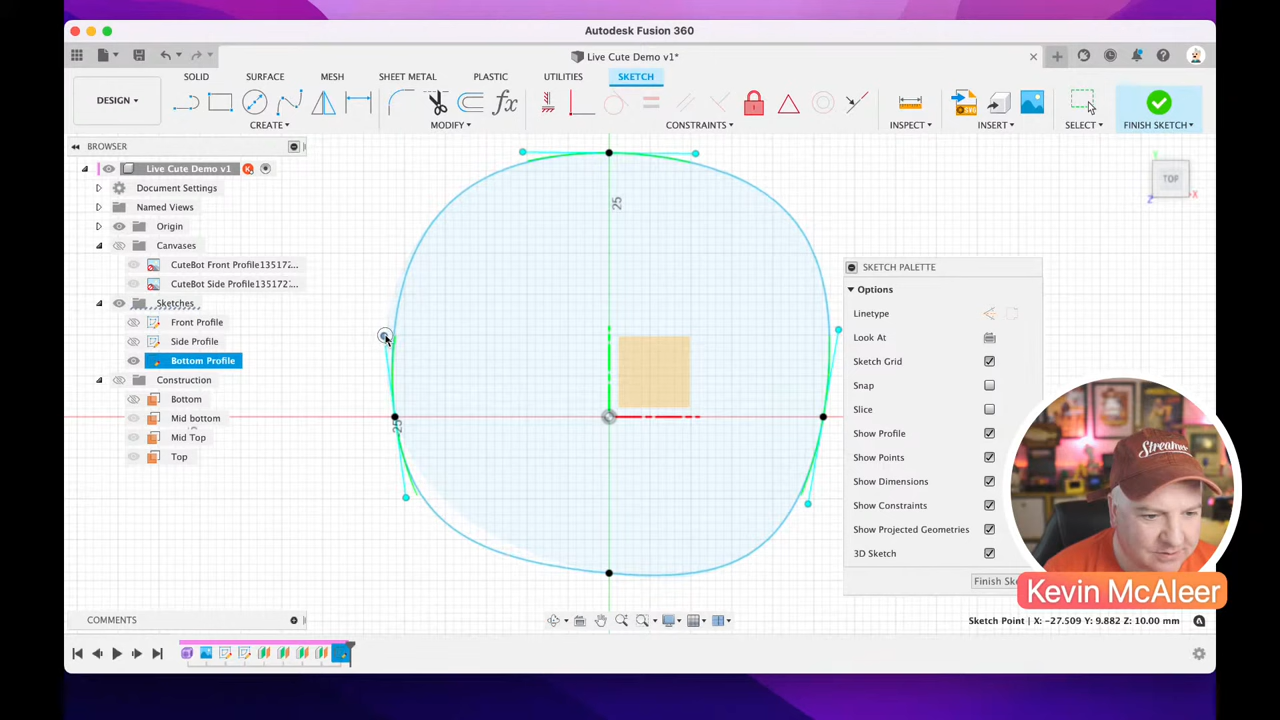 Autodesk Fusion 360
Live Cute Demo v1*
SOLID SURFACE MESH SHEET METAL PLASTIC UTILITIES SKETCH
DESIGN
CREATE MODIFY CONSTRAINTS INSPECT INSERT SELECT FINISH SKETCH
BROWSER
Live Cute Demo v1
Document Settings
Named Views
Origin
Canvases
CuteBot Front Profile135172...
CuteBot Side Profile1351721...
Sketches
Front Profile
Side Profile
Bottom Profile
Construction
Bottom
Mid bottom
Mid Top
Top
25
25
TOP
Y
X
Z
SKETCH PALETTE
Options
Linetype
Look At
Sketch Grid
Snap
Slice
Show Profile
Show Points
Show Dimensions
Show Constraints
Show Projected Geometries
3D Sketch
Finish Ske
Streamer
Kevin McAleer
COMMENTS
Sketch Point | X: -27.509 Y: 9.882 Z: 10.00 mm